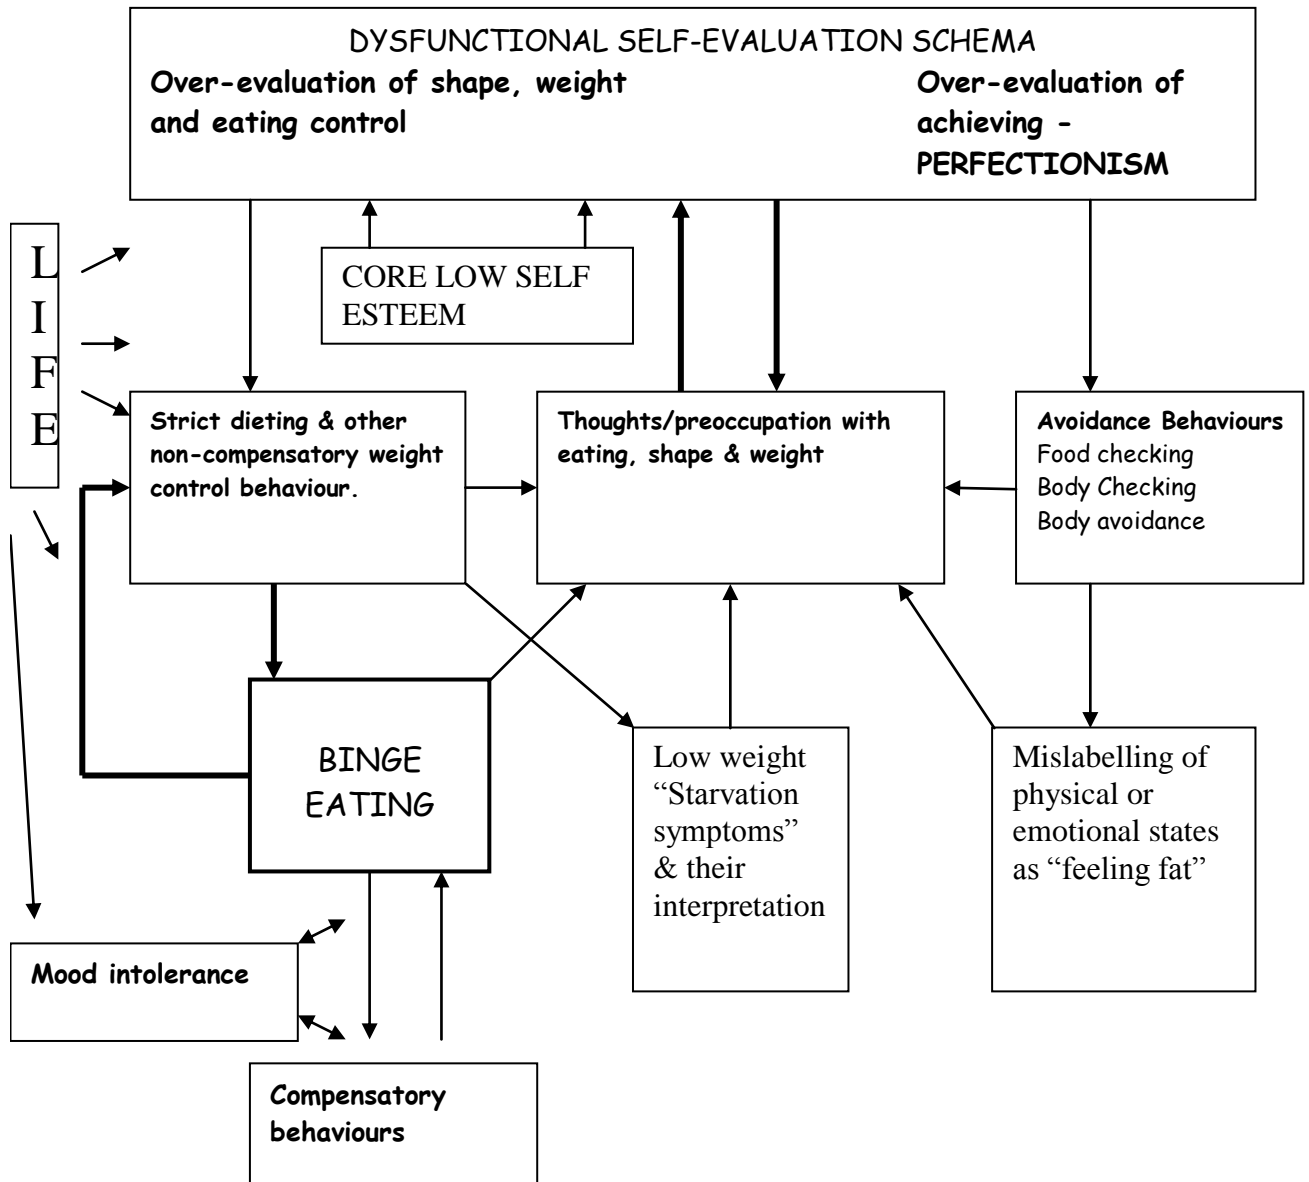 DYSFUNCTIONAL SELF-EVALUATION SCHEMA
Over-evaluation of shape, weight
and eating control
Over-evaluation of
achieving -
PERFECTIONISM
L
I
F
E
CORE LOW SELF
ESTEEM
Strict dieting & other
non-compensatory weight
control behaviour.
Thoughts/preoccupation with
eating, shape & weight
Avoidance Behaviours
Food checking
Body Checking
Body avoidance
BINGE
EATING
Low weight
“Starvation
symptoms”
& their
interpretation
Mislabelling of
physical or
emotional states
as “feeling fat”
Mood intolerance
Compensatory
behaviours